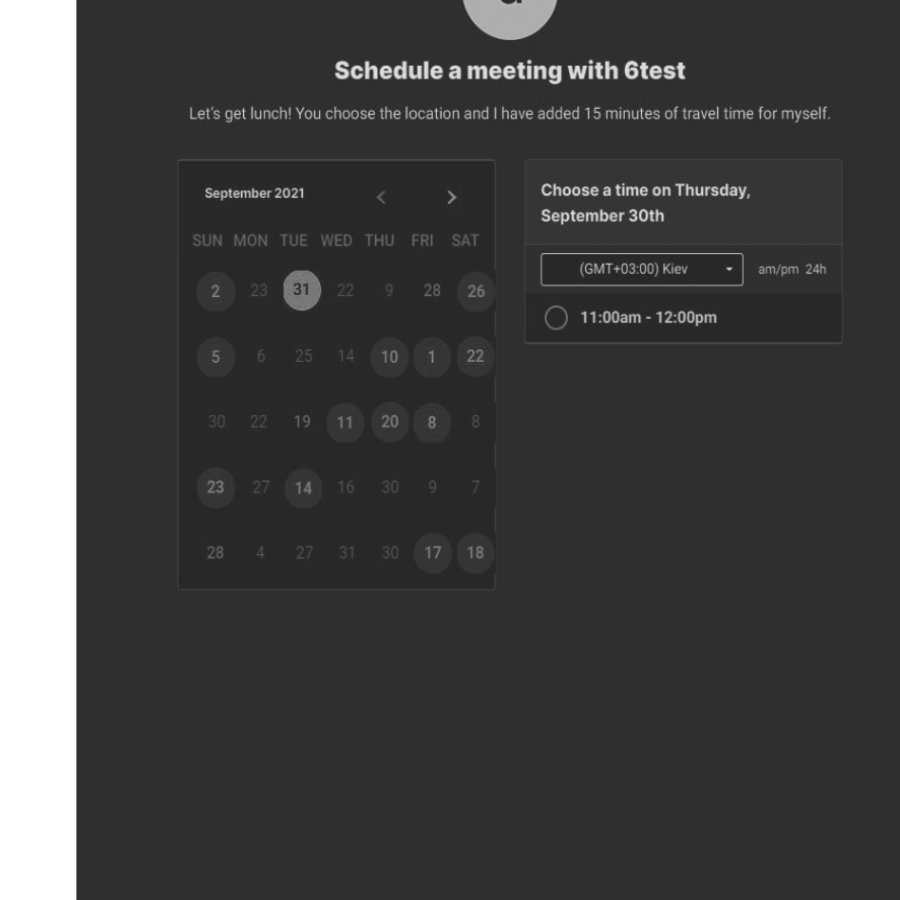 Schedule a meeting with 6test
Let's get lunch! You choose the location and I have added 15 minutes of travel time for myself.
September 2021
SUN MON TUE WED THU FRI SAT
2 23 31 22 9 28 26
5 6 25 14 10 1 22
30 22 19 11 20 8 8
23 27 14 16 30 9 7
28 4 27 31 30 17 18
Choose a time on Thursday,
September 30th
(GMT+03:00) Kiev am/pm 24h
11:00am - 12:00pm